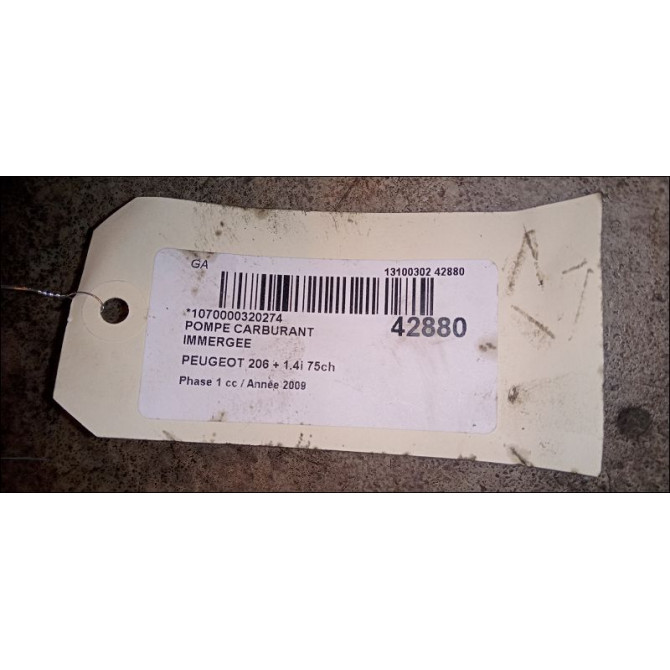 GA
13100302 42880
*1070000320274
42880
POMPE CARBURANT
IMMERGEE
PEUGEOT 206 + 1.4i 75ch
Phase 1 cc / Année 2009